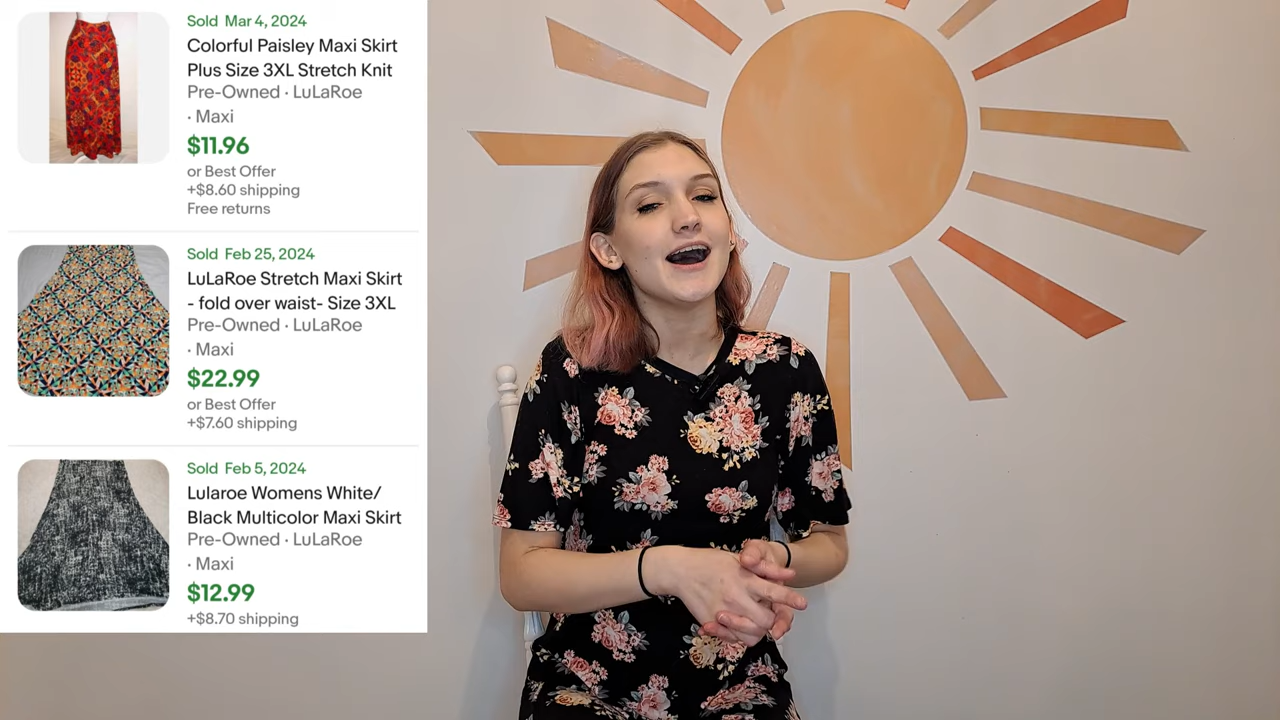 Sold Mar 4, 2024
Colorful Paisley Maxi Skirt
Plus Size 3XL Stretch Knit
Pre-Owned · LuLaRoe
· Maxi
$11.96
or Best Offer
+$8.60 shipping
Free returns
Sold Feb 25, 2024
LuLaRoe Stretch Maxi Skirt
- fold over waist- Size 3XL
Pre-Owned · LuLaRoe
· Maxi
$22.99
or Best Offer
+$7.60 shipping
Sold Feb 5, 2024
Lularoe Womens White/
Black Multicolor Maxi Skirt
Pre-Owned · LuLaRoe
· Maxi
$12.99
+$8.70 shipping